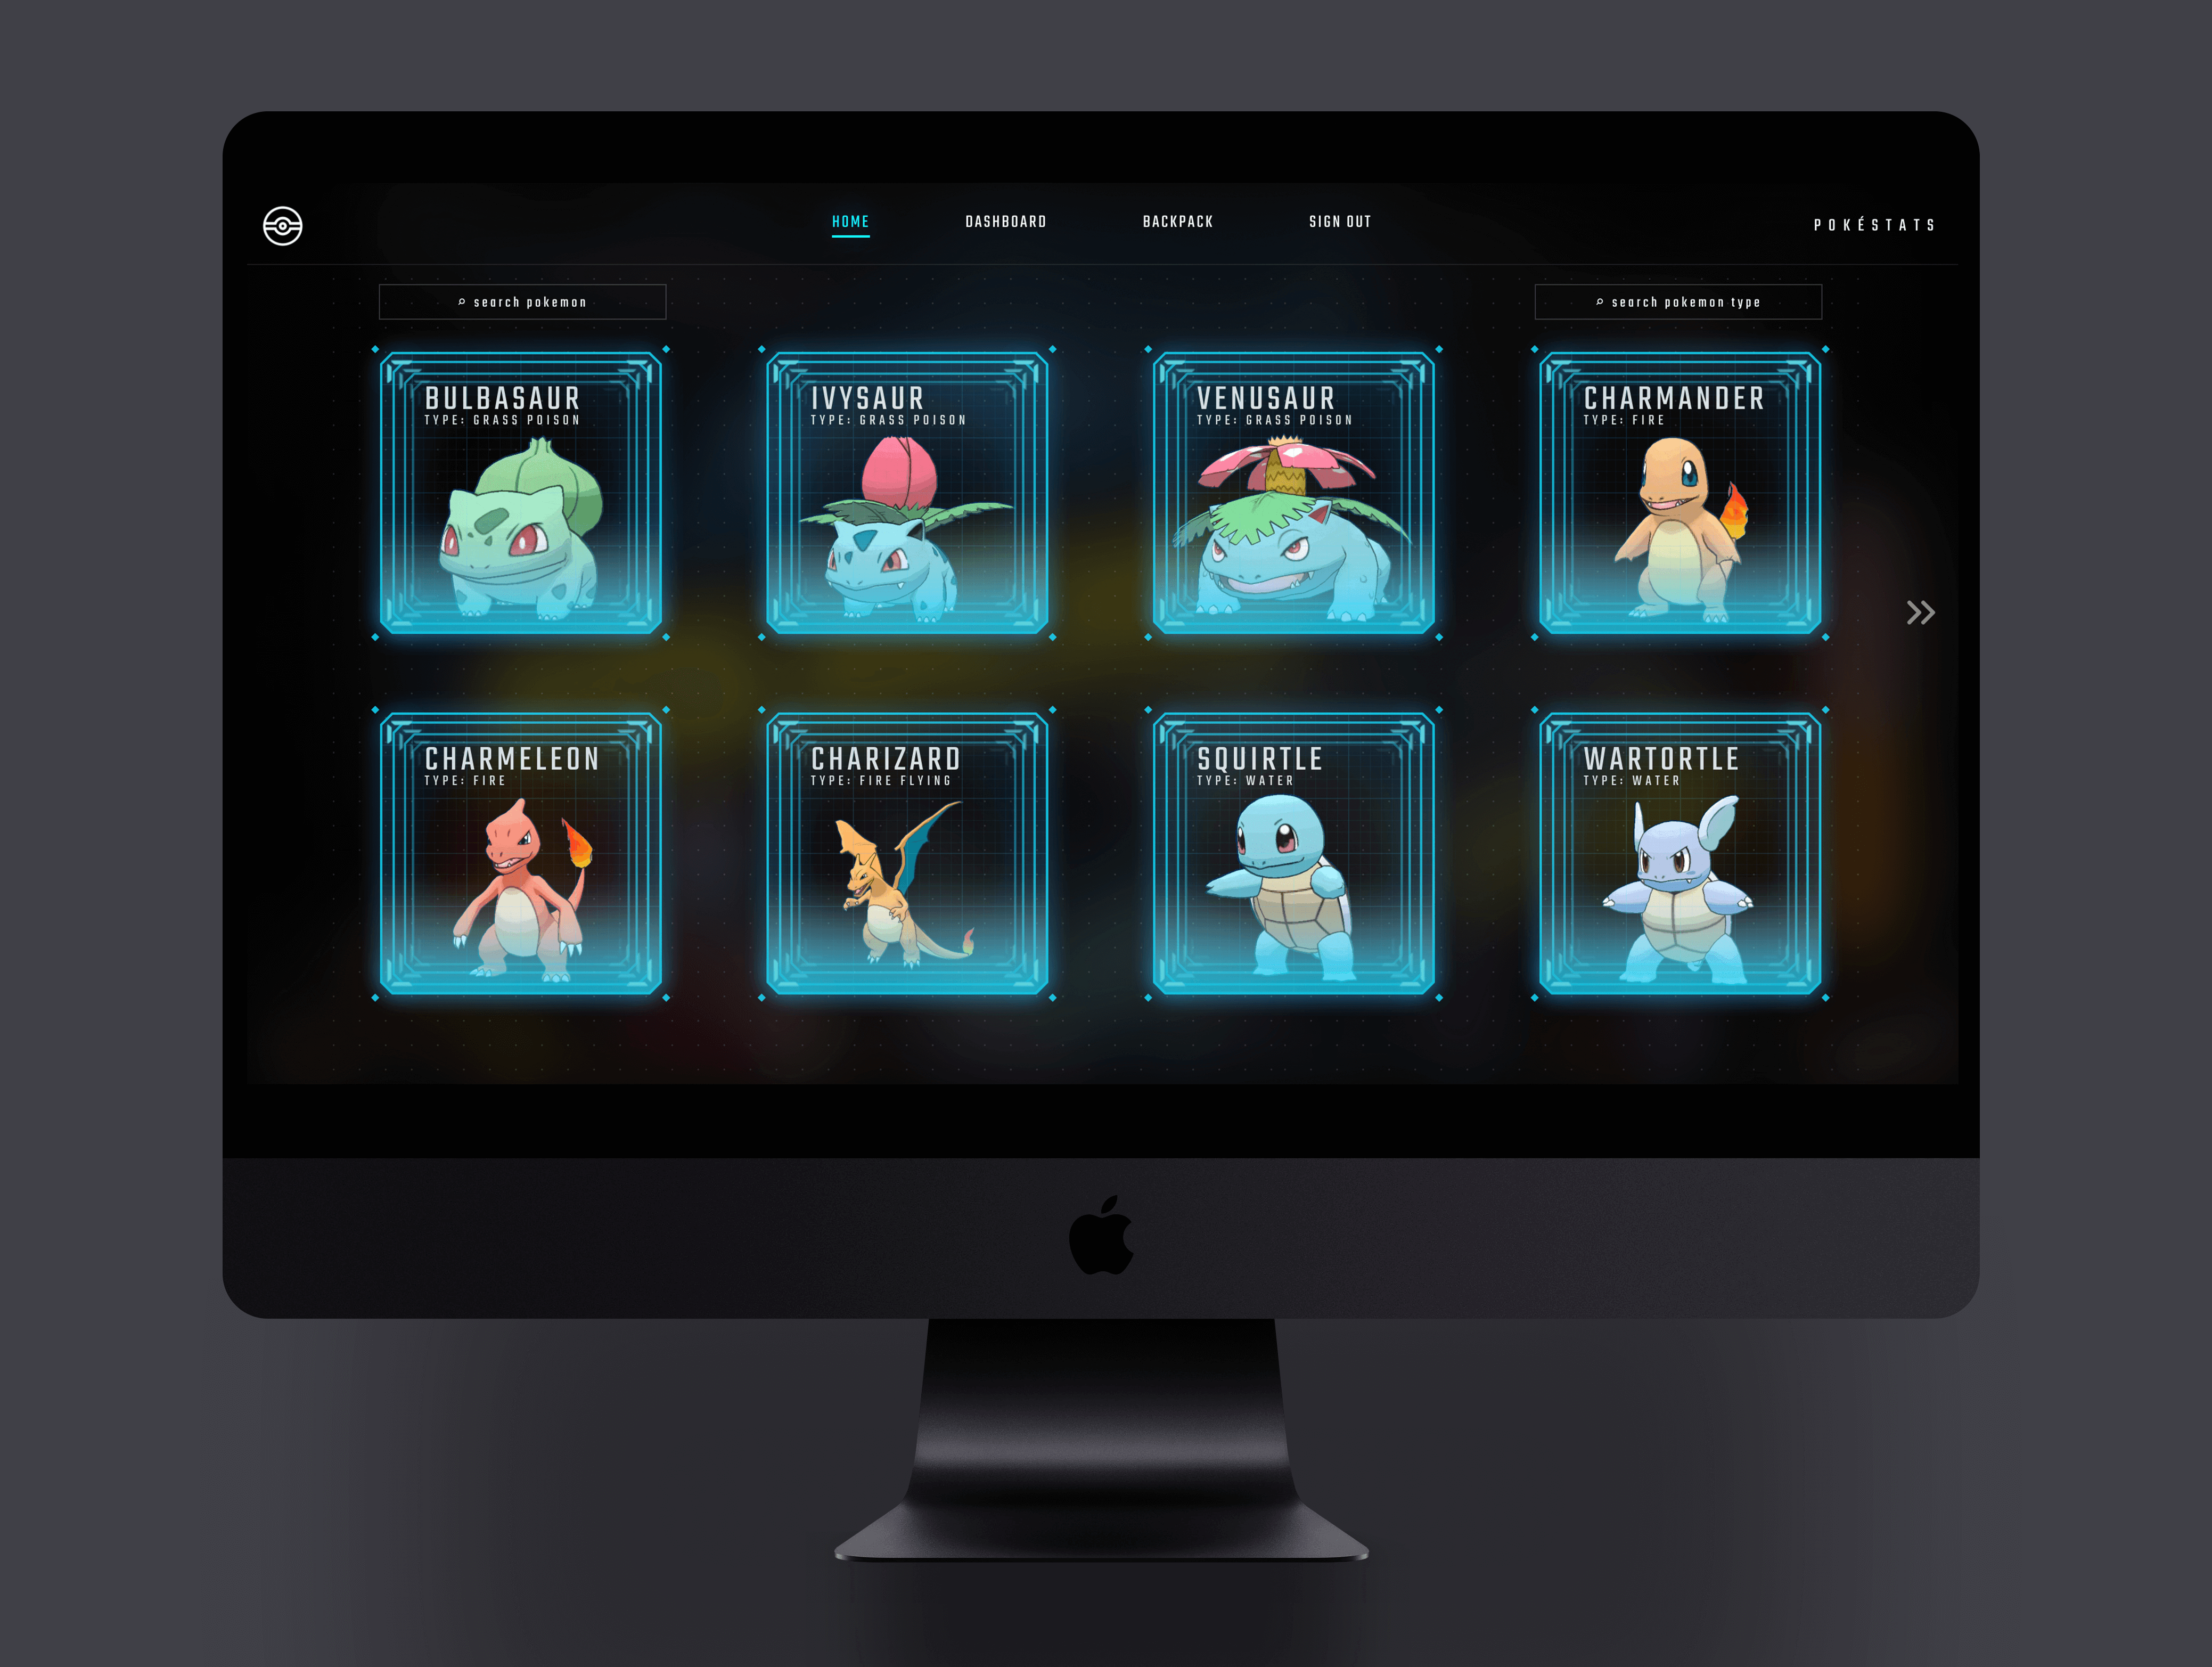 HOME
DASHBOARD
BACKPACK
SIGN OUT
POKÉSTATS
search pokemon
search pokemon type
BULBASAUR
TYPE: GRASS POISON
IVYSAUR
TYPE: GRASS POISON
VENUSAUR
TYPE: GRASS POISON
CHARMANDER
TYPE: FIRE
CHARMELEON
TYPE: FIRE
CHARIZARD
TYPE: FIRE FLYING
SQUIRTLE
TYPE: WATER
WARTORTLE
TYPE: WATER